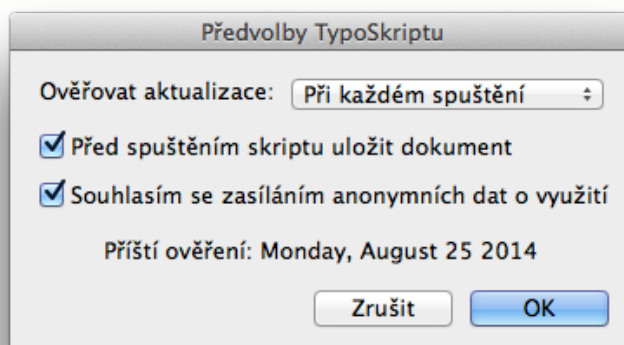 Předvolby TypoSkriptu
Ověřovat aktualizace: Při každém spuštění
Před spuštěním skriptu uložit dokument
Souhlasím se zasíláním anonymních dat o využití
Příští ověření: Monday, August 25 2014
Zrušit OK